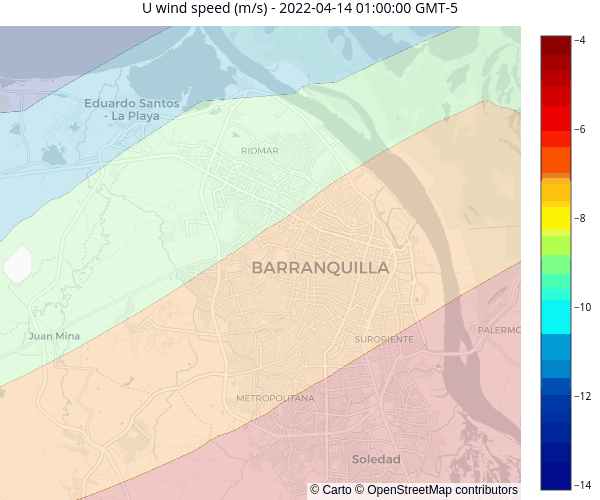 U wind speed (m/s) - 2022-04-14 01:00:00 GMT-5
−4
Eduardo Santos
- La Playa
−6
RIOMAR
−8
BARRANQUILLA
−10
Juan Mina
PALERMO
SURORIENTE
−12
METROPOLITANA
Soledad
−14
© Carto © OpenStreetMap contributors